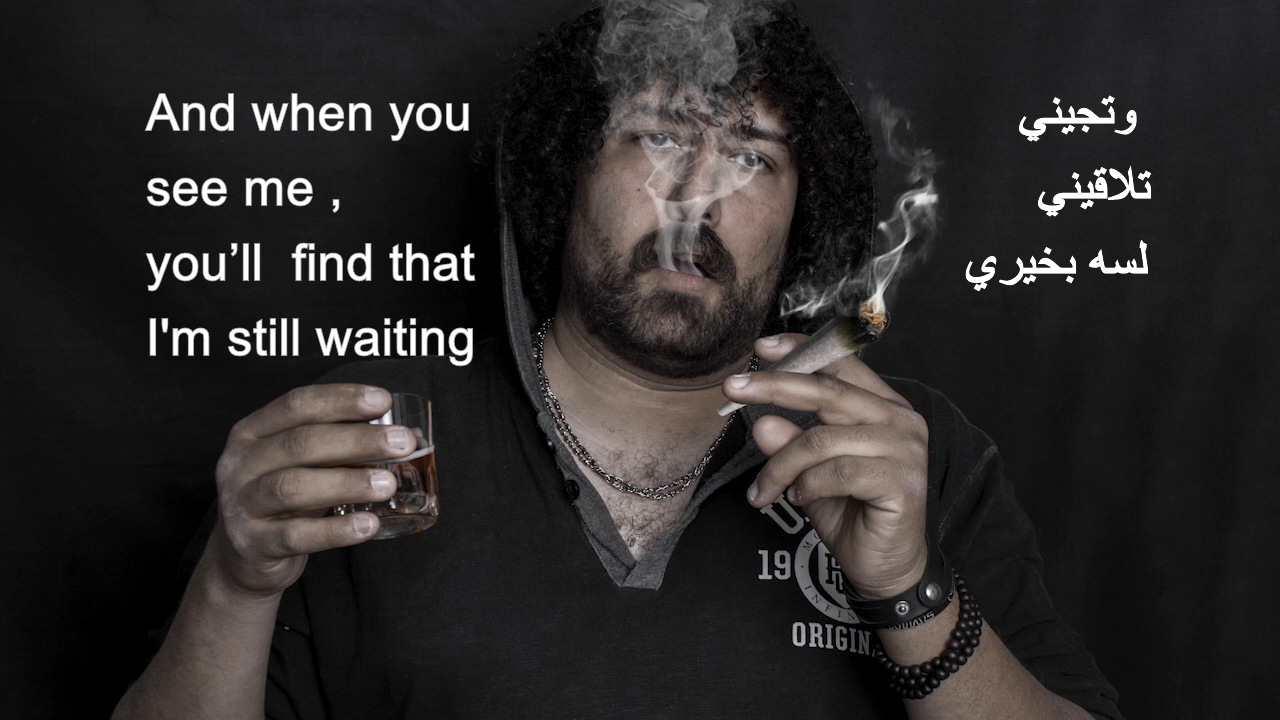 And when you
see me ,
you’ll  find that
I'm still waiting
وتجيني
تلاقيني
لسه بخيري
19
ORIGINA